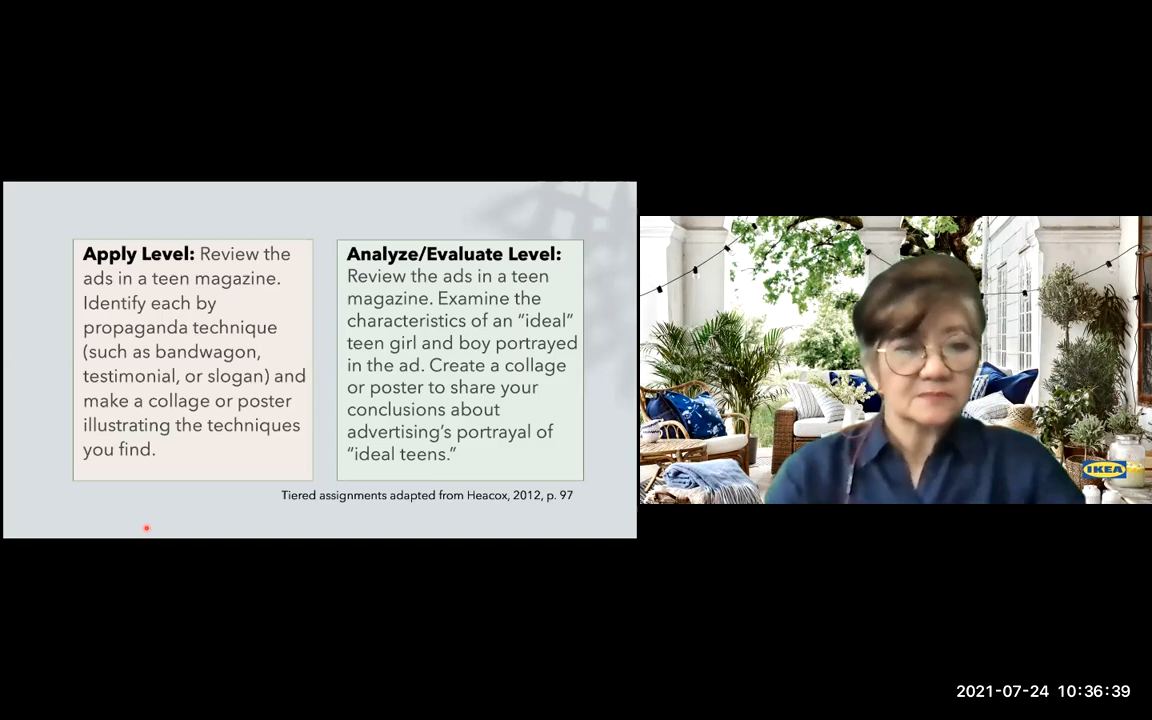 Apply Level: Review the
ads in a teen magazine.
Identify each by
propaganda technique
(such as bandwagon,
testimonial, or slogan) and
make a collage or poster
illustrating the techniques
you find.
Analyze/Evaluate Level:
Review the ads in a teen
magazine. Examine the
characteristics of an “ideal”
teen girl and boy portrayed
in the ad. Create a collage
or poster to share your
conclusions about
advertising’s portrayal of
“ideal teens.”
Tiered assignments adapted from Heacox, 2012, p. 97
IKEA
2021-07-24 10:36:39